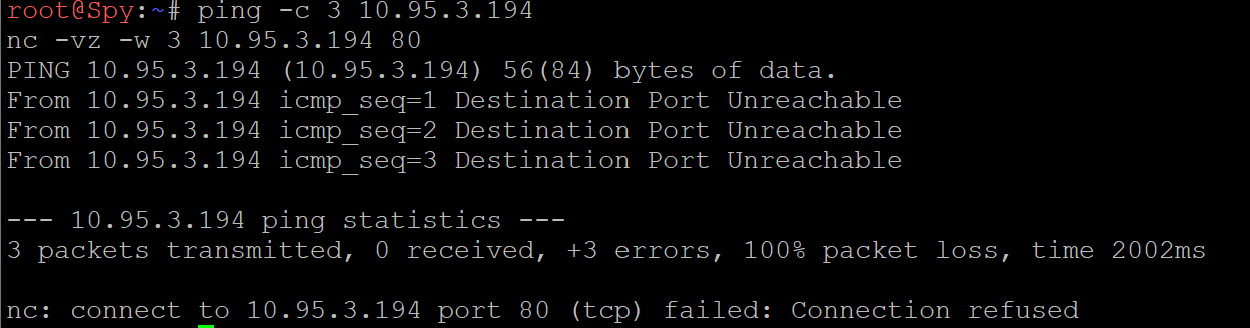 root@Spy:~# ping -c 3 10.95.3.194
nc -vz -w 3 10.95.3.194 80
PING 10.95.3.194 (10.95.3.194) 56(84) bytes of data.
From 10.95.3.194 icmp_seq=1 Destination Port Unreachable
From 10.95.3.194 icmp_seq=2 Destination Port Unreachable
From 10.95.3.194 icmp_seq=3 Destination Port Unreachable
--- 10.95.3.194 ping statistics ---
3 packets transmitted, 0 received, +3 errors, 100% packet loss, time 2002ms
nc: connect to 10.95.3.194 port 80 (tcp) failed: Connection refused